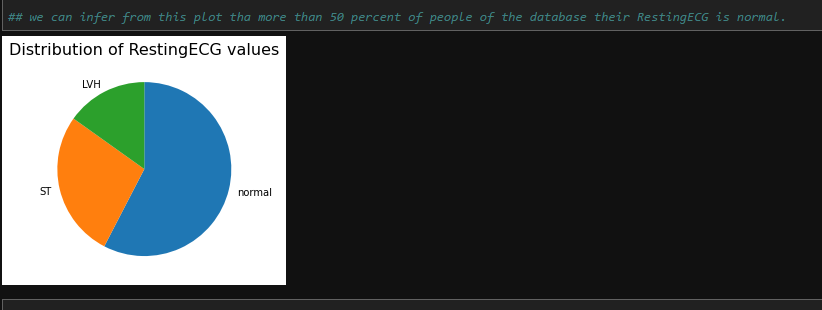 ## we can infer from this plot tha more than 50 percent of people of the database their RestingECG is normal.
Distribution of RestingECG values
LVH
ST
normal